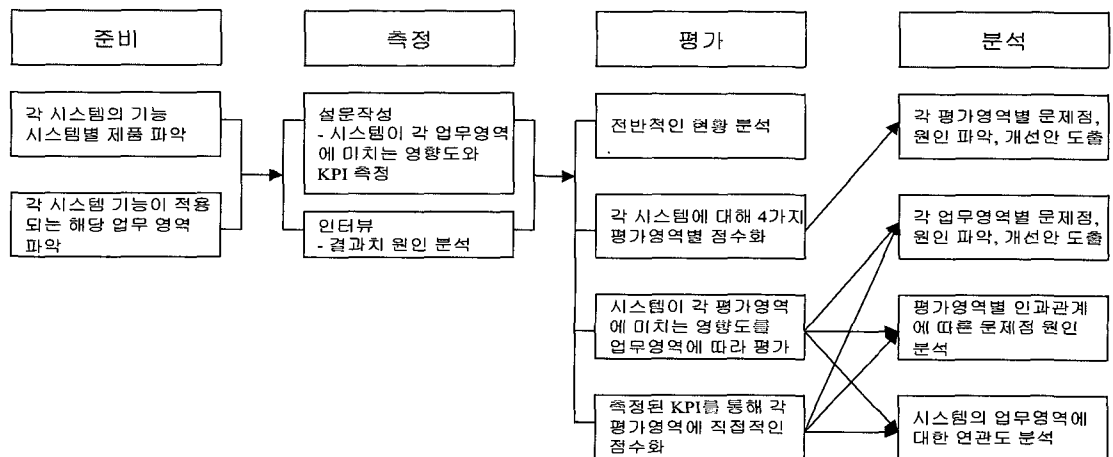 준비
측정
평가
분석
각 시스템의 기능
시스템별 제품 파악
각 시스템 기능이 적용
되는 해당 업무 영역
파악
설문작성
- 시스템이 각 업무영역
에 미치는 영향도와
KPI 측정
인터뷰
- 결과치 원인 분석
전반적인 현황 분석
각 시스템에 대해 4가지
평가영역별 점수화
시스템이 각 평가영역
에 미치는 영향도를
업무영역에 따라 평가
측정된 KPI를 통해 각
평가영역에 직접적인
점수화
각 평가영역별 문제점,
원인 파악, 개선안 도출
각 업무영역별 문제점,
원인 파악, 개선안 도출
평가영역별 인과관계
에 따른 문제점 원인
분석
시스템의 업무영역에
대한 연관도 분석